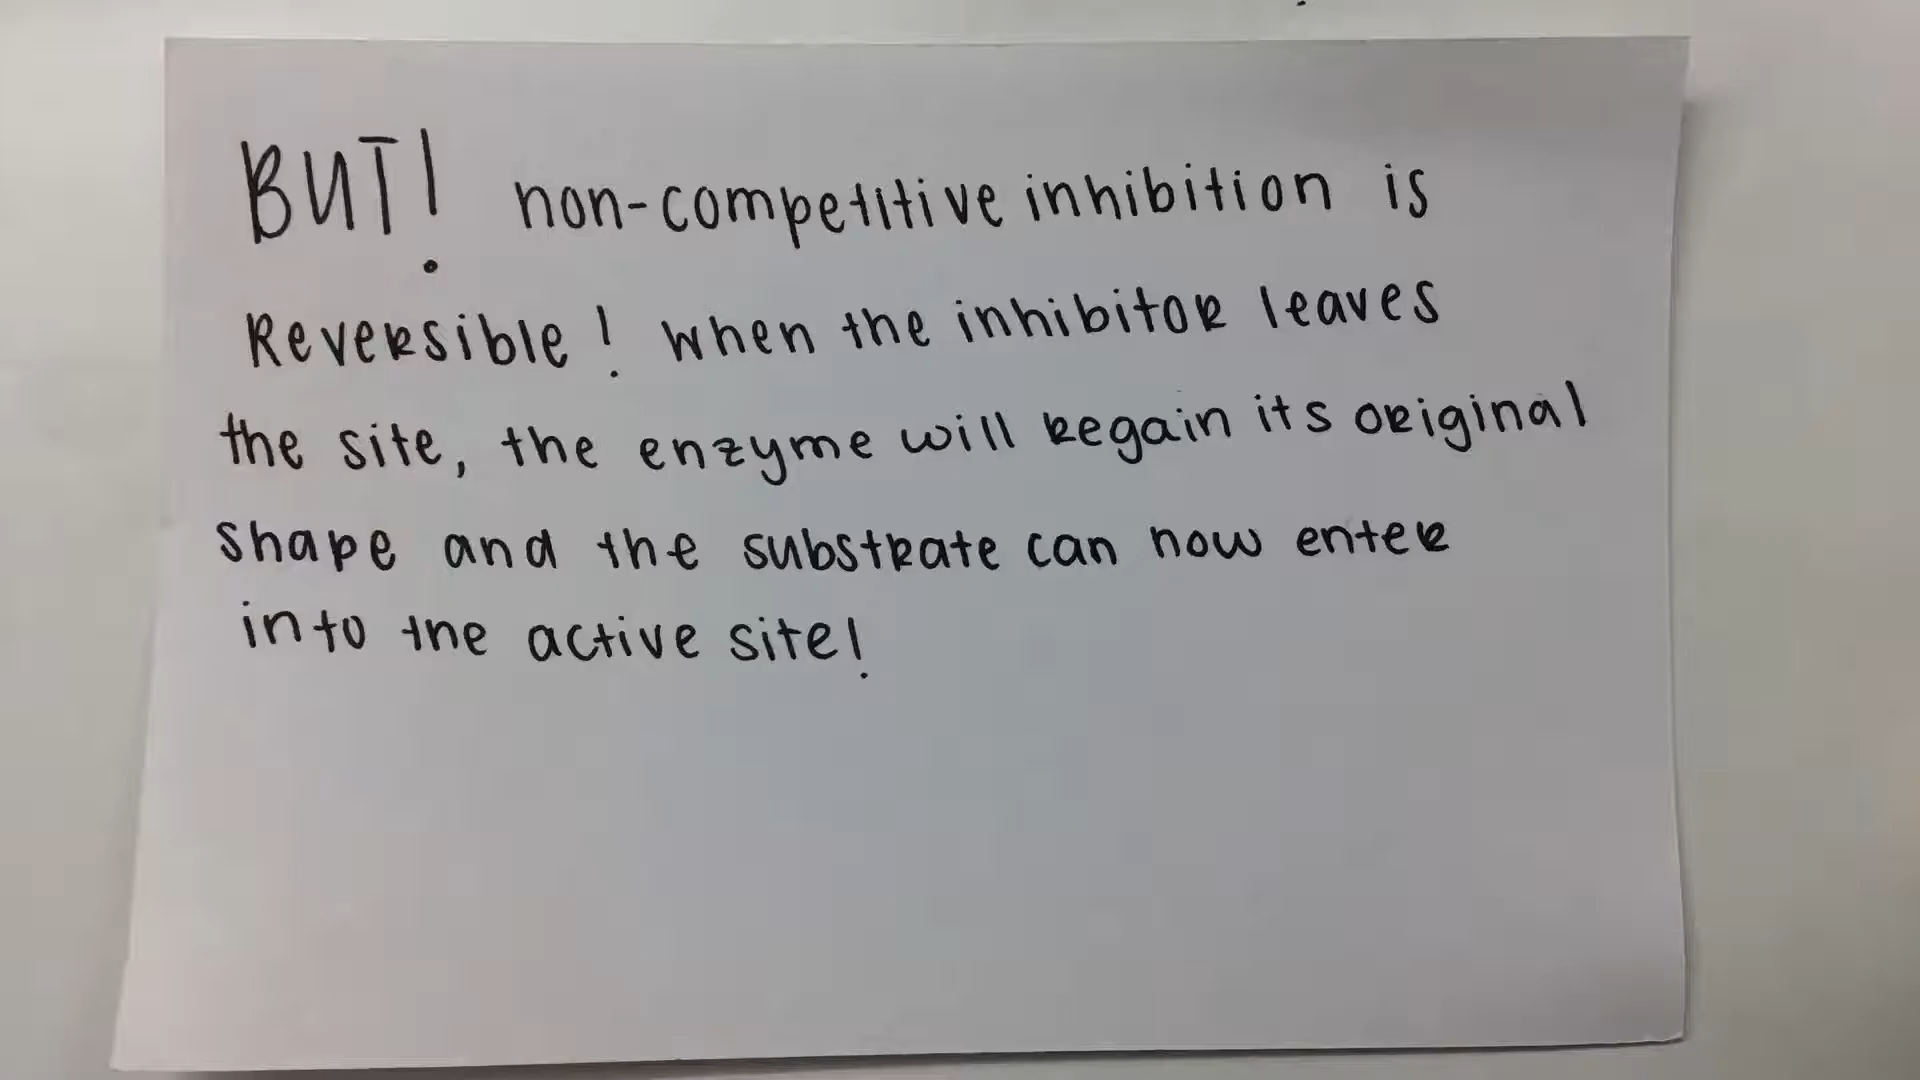 BUT! non-competitive inhibition is
Reversible! when the inhibitor leaves
the site, the enzyme will regain its original
shape and the substrate can now enter
into the active site!